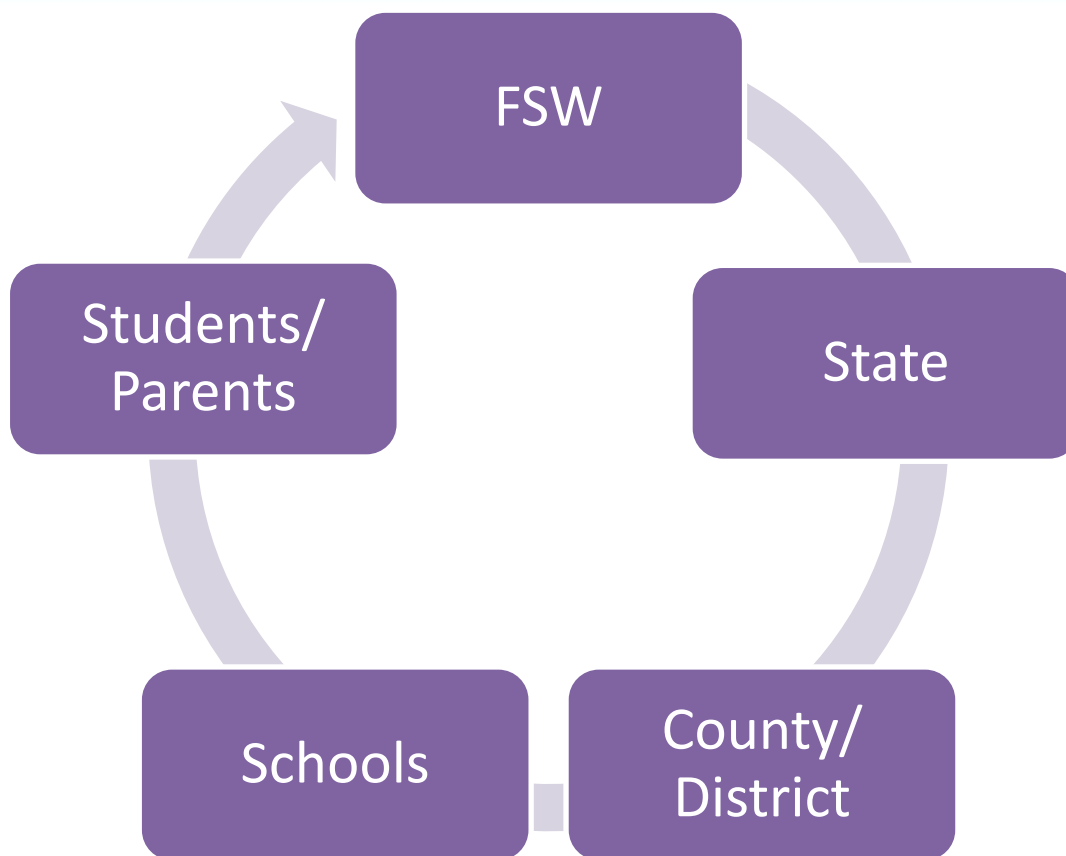 FSW
State
County/
District
Schools
Students/
Parents